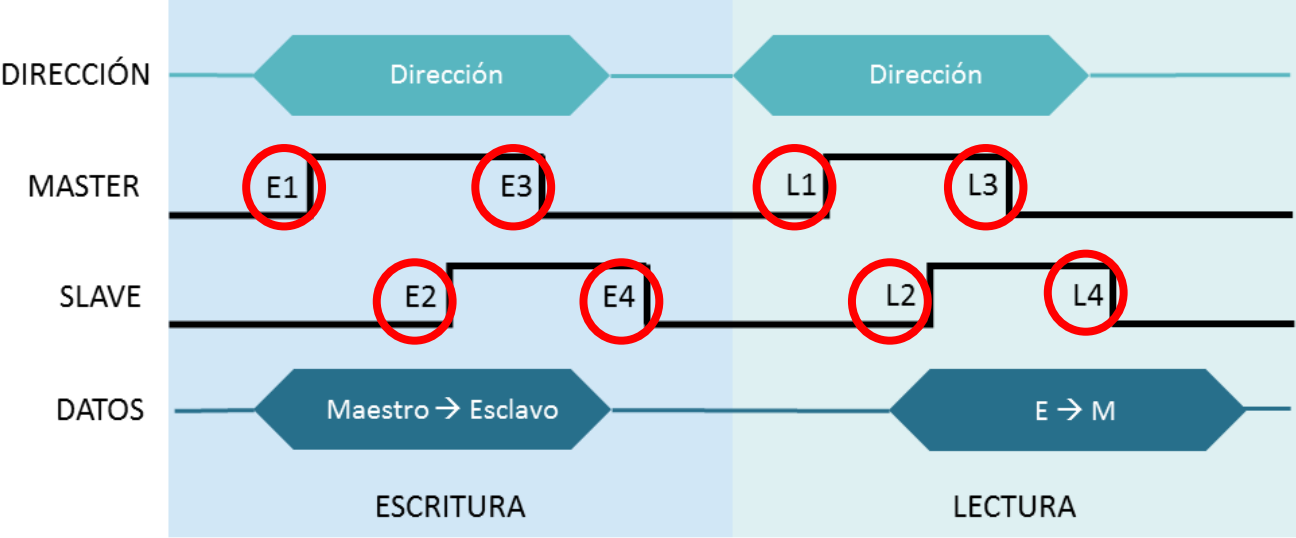 DIRECCIÓN
Dirección
Dirección
MASTER
E1
E3
L1
L3
SLAVE
E2
E4
L2
L4
DATOS
Maestro → Esclavo
E → M
ESCRITURA
LECTURA